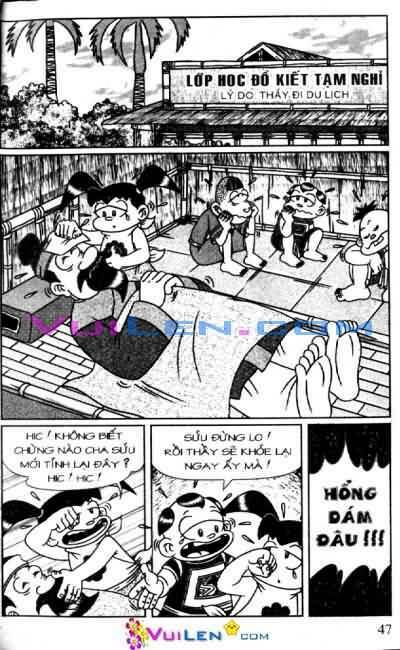 LỚP HỌC ĐỒ KIẾT TẠM NGHỈ
LÝ DO: THẦY ĐI DU LỊCH
VuiLen.com
HIC! KHÔNG BIẾT
CHỪNG NÀO CHA SỬU
MỚI TỈNH LẠI ĐÂY?
HIC! HIC!
SỬU ĐỪNG LO!
RỒI THẦY SẼ KHỎE LẠI
NGAY ẤY MÀ!
HỔNG
DÁM
ĐÂU!!!
47
VuiLen.com